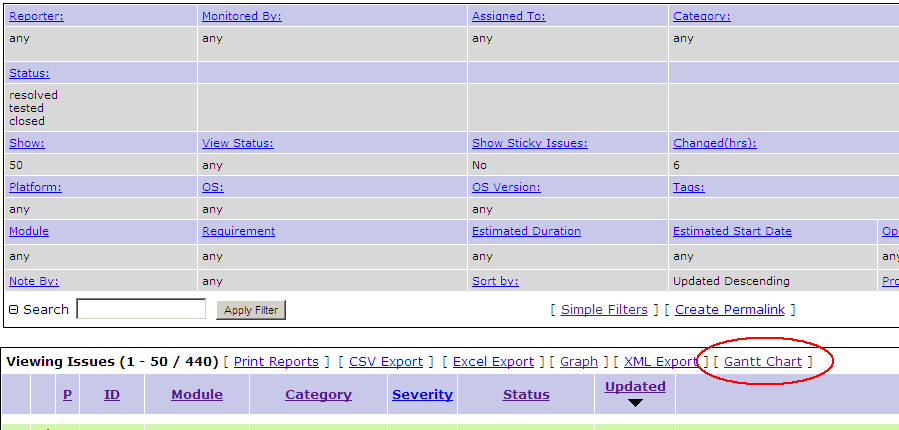 Reporter: Monitored By: Assigned To: Category:
any any any any
Status:
resolved
tested
closed
Show: View Status: Show Sticky Issues: Changed(hrs):
50 any No 6
Platform: OS: OS Version: Tags:
any any any
Module Requirement Estimated Duration Estimated Start Date Op
any any any any any
Note By: any Sort by: Updated Descending Pro
Search Apply Filter [ Simple Filters ] [ Create Permalink ]
Viewing Issues (1 - 50 / 440) [ Print Reports ] [ CSV Export ] [ Excel Export ] [ Graph ] [ XML Export ] [ Gantt Chart ]
P ID Module Category Severity Status Updated